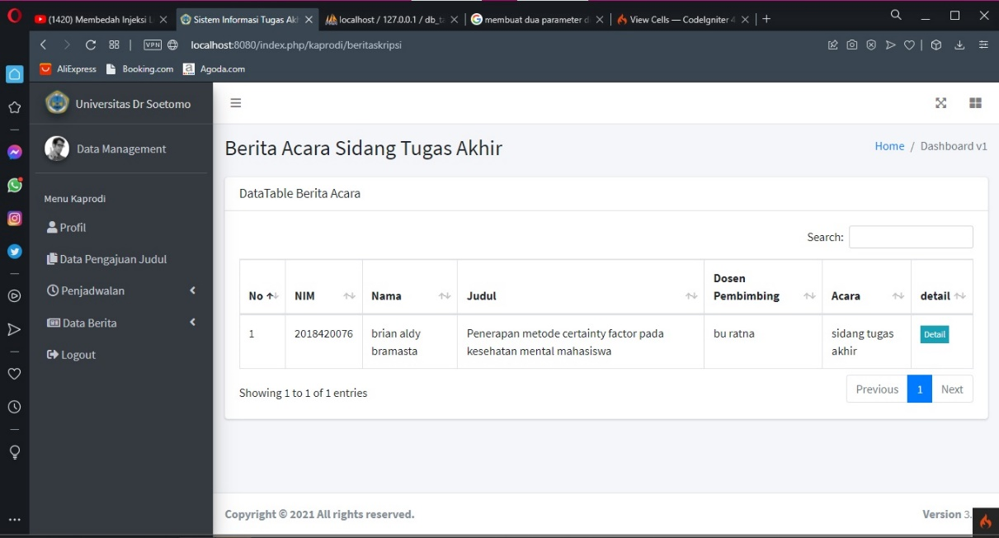 (1420) Membedah Injeksi L
Sistem Informasi Tugas Ak
localhost / 127.0.0.1 / db_t
membuat dua parameter d
View Cells — CodeIgniter 4
VPN
localhost:8080/index.php/kaprodi/beritaskripsi
AliExpress
Booking.com
Agoda.com
Universitas Dr Soetomo
Data Management
Menu Kaprodi
Profil
Data Pengajuan Judul
Penjadwalan
Data Berita
Logout
Berita Acara Sidang Tugas Akhir
Home / Dashboard v1
DataTable Berita Acara
Search:
No NIM Nama Judul Dosen Pembimbing Acara detail
1 2018420076 brian aldy bramasta Penerapan metode certainty factor pada kesehatan mental mahasiswa bu ratna sidang tugas akhir Detail
Showing 1 to 1 of 1 entries
Previous 1 Next
Copyright © 2021 All rights reserved.
Version 3.